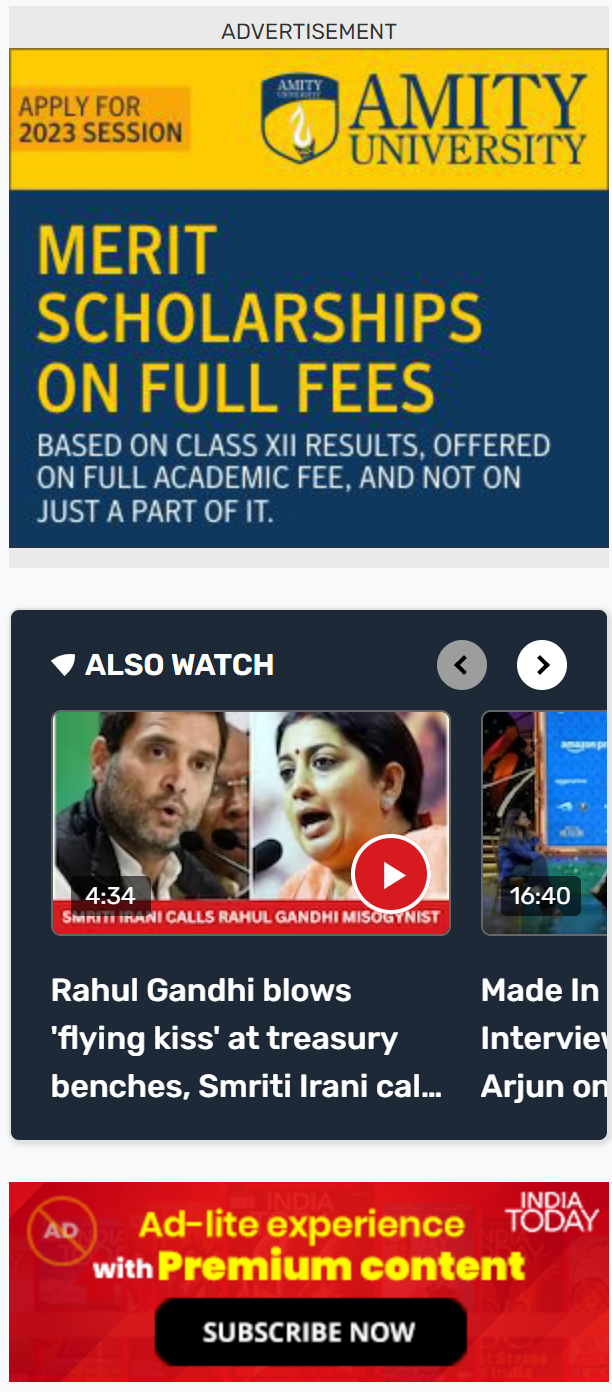 ADVERTISEMENT
APPLY FOR
2023 SESSION
AMITY
UNIVERSITY
AMITY
UNIVERSITY
MERIT
SCHOLARSHIPS
ON FULL FEES
BASED ON CLASS XII RESULTS, OFFERED
ON FULL ACADEMIC FEE, AND NOT ON
JUST A PART OF IT.
ALSO WATCH
4:34
SMRITI IRANI CALLS RAHUL GANDHI MISOGYNIST
Rahul Gandhi blows
'flying kiss' at treasury
benches, Smriti Irani cal...
amazon pr
16:40
Made In
Interview
Arjun on
AD
Ad-lite experience
with Premium content
INDIA
TODAY
SUBSCRIBE NOW